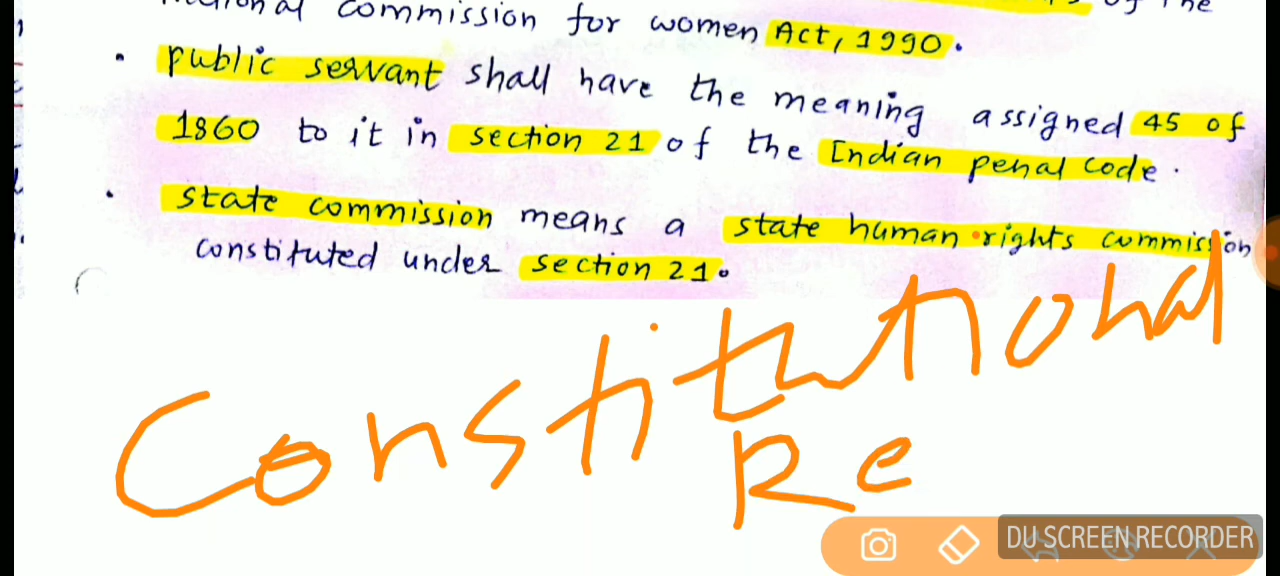 national commission for women Act, 1990.
• public servant shall have the meaning assigned 45 of
1860 to it in section 21 of the Indian penal code.
• state commission means a state human rights commission
constituted under section 21.
Constitutional
Re
DU SCREEN RECORDER